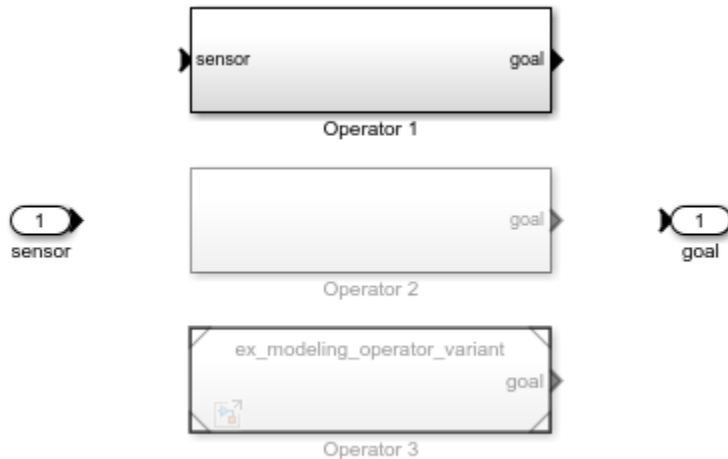 sensor goal
Operator 1
1 goal 1
sensor Operator 2 goal
ex_modeling_operator_variant
goal
Operator 3